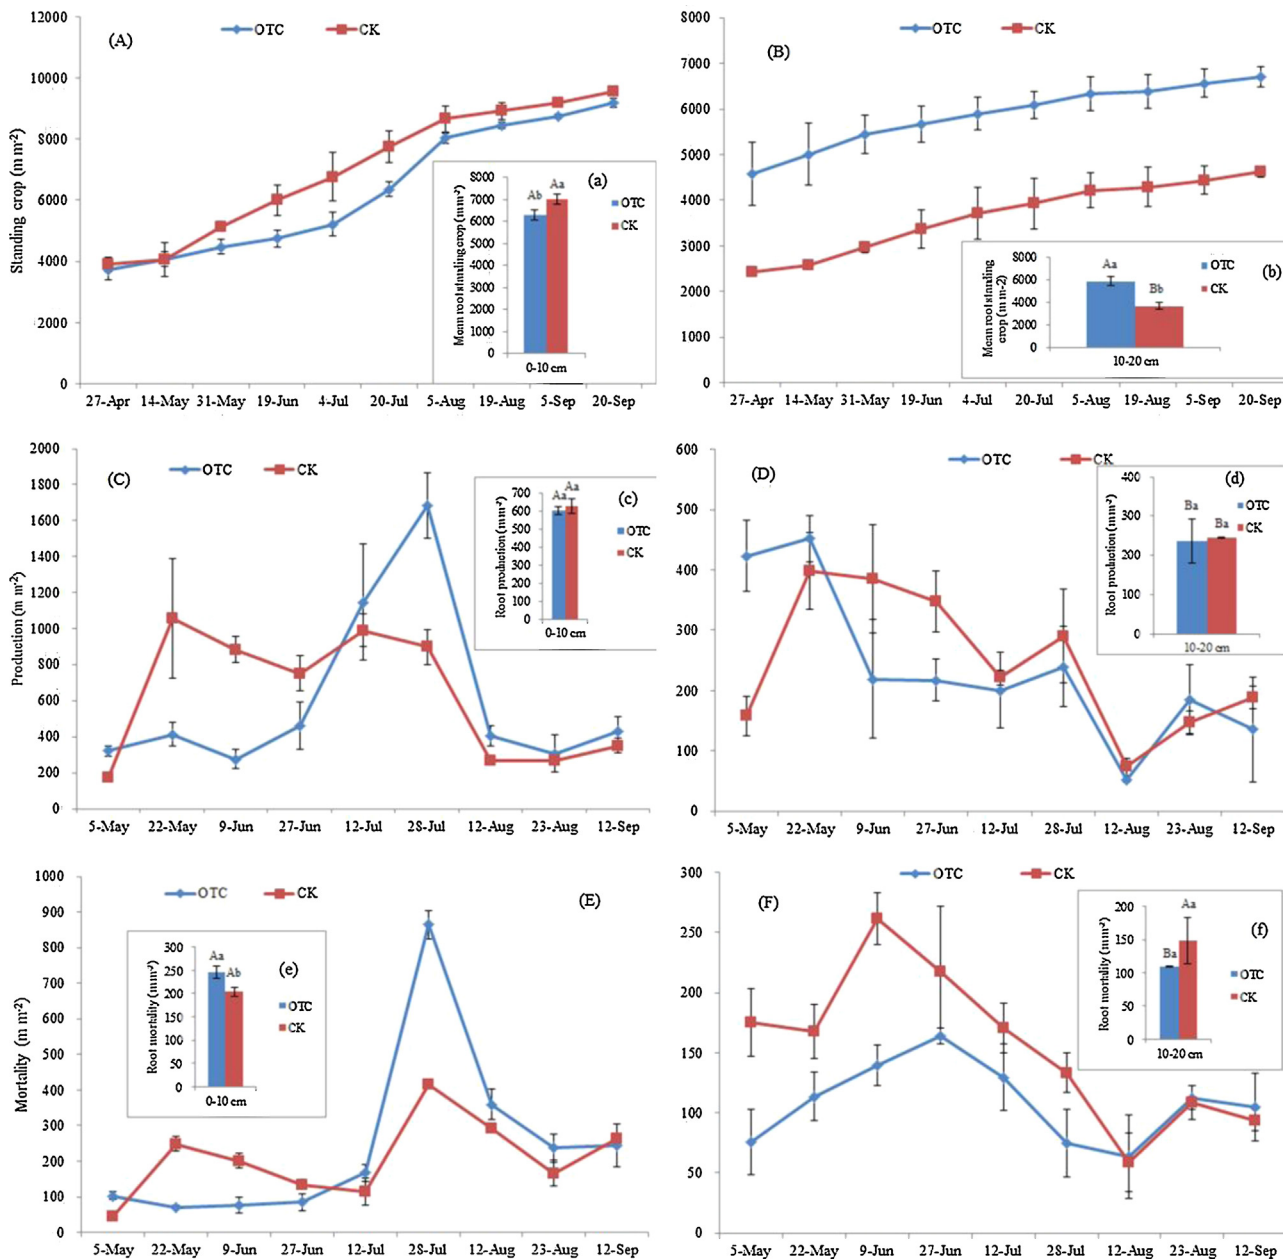 (A)
OTC CK
Standing crop (m m-2)
12000
10000
8000
6000
4000
2000
0
27-Apr 14-May 31-May 19-Jun 4-Jul 20-Jul 5-Aug 19-Aug 5-Sep 20-Sep
(a)
Mean root standing crop (mm-2)
8000
7000
6000
5000
4000
3000
2000
1000
0
Ab Aa
OTC
CK
0-10 cm
(B)
OTC CK
8000
7000
6000
5000
4000
3000
2000
1000
0
27-Apr 14-May 31-May 19-Jun 4-Jul 20-Jul 5-Aug 19-Aug 5-Sep 20-Sep
(b)
Mean root standing
crop (m m-2)
8000
6000
4000
2000
0
Aa Bb
OTC
CK
10-20 cm
(C)
OTC CK
Production (m m-2)
2000
1800
1600
1400
1200
1000
800
600
400
200
0
5-May 22-May 9-Jun 27-Jun 12-Jul 28-Jul 12-Aug 23-Aug 12-Sep
(c)
Root production (mm-2)
700
600
500
400
300
200
100
0
Aa Aa
OTC
CK
0-10 cm
(D)
OTC CK
600
500
400
300
200
100
0
5-May 22-May 9-Jun 27-Jun 12-Jul 28-Jul 12-Aug 23-Aug 12-Sep
(d)
Root production (mm-2)
400
300
200
100
0
Ba Ba
OTC
CK
10-20 cm
(E)
OTC CK
Mortality (m m-2)
1000
900
800
700
600
500
400
300
200
100
0
5-May 22-May 9-Jun 27-Jun 12-Jul 28-Jul 12-Aug 23-Aug 12-Sep
(e)
Root mortality (mm-2)
300
250
200
150
100
50
0
Aa Ab
OTC
CK
0-10 cm
(F)
OTC CK
300
250
200
150
100
50
0
5-May 22-May 9-Jun 27-Jun 12-Jul 28-Jul 12-Aug 23-Aug 12-Sep
(f)
Root mortality (mm-2)
200
150
100
50
0
Ba Aa
OTC
CK
10-20 cm